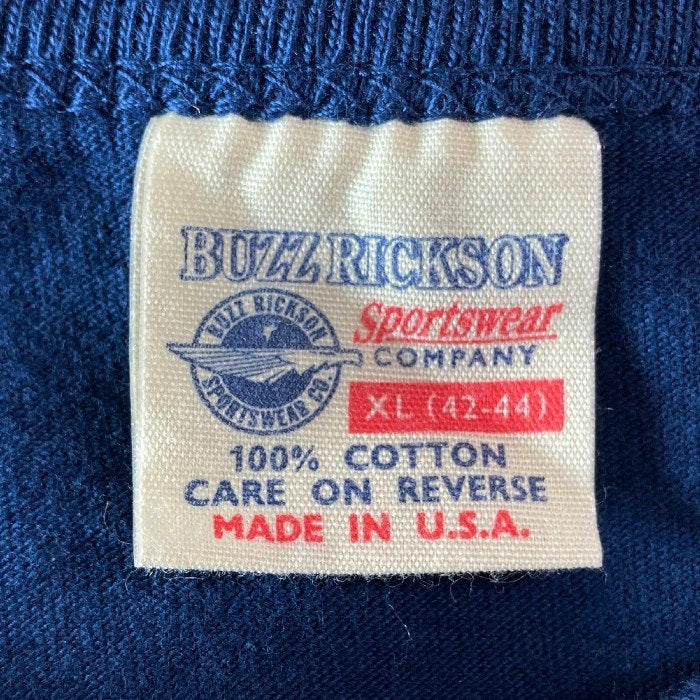 BUZZ RICKSON
BUZZ RICKSON
SPORTSWEAR CO.
Sportswear
COMPANY
XL (42-44)
100% COTTON
CARE ON REVERSE
MADE IN U.S.A.